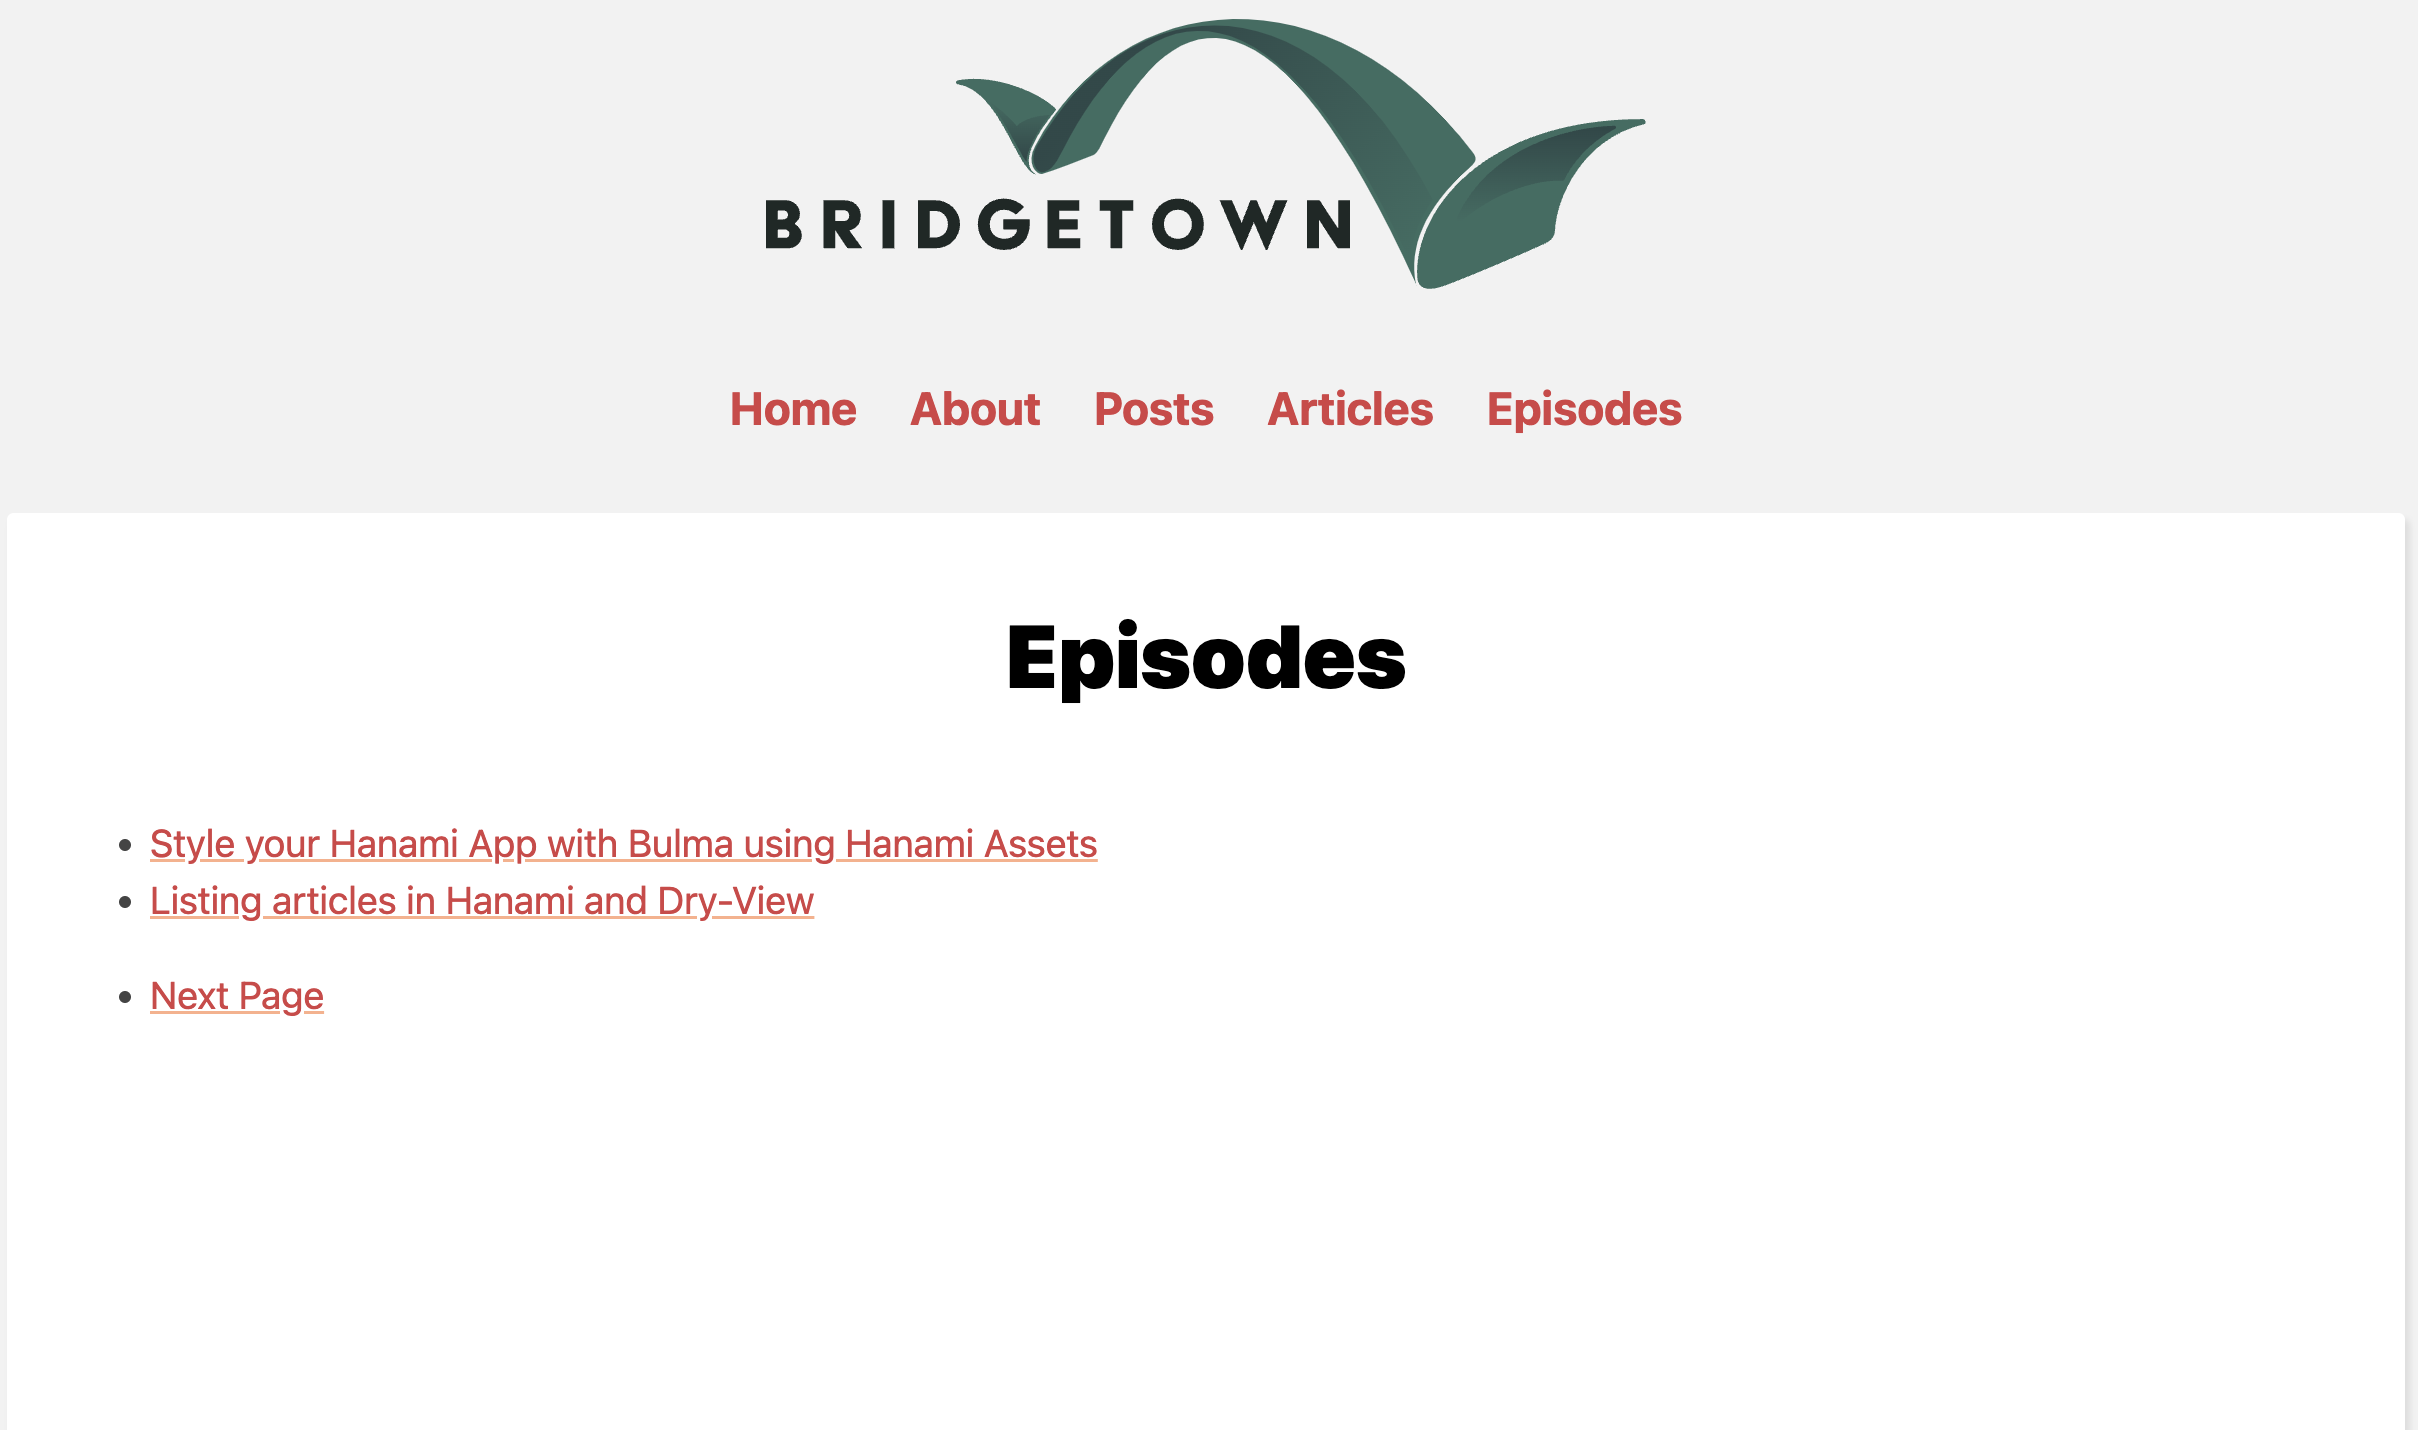 BRIDGETOWN
Home About Posts Articles Episodes
Episodes
Style your Hanami App with Bulma using Hanami Assets
Listing articles in Hanami and Dry-View
Next Page